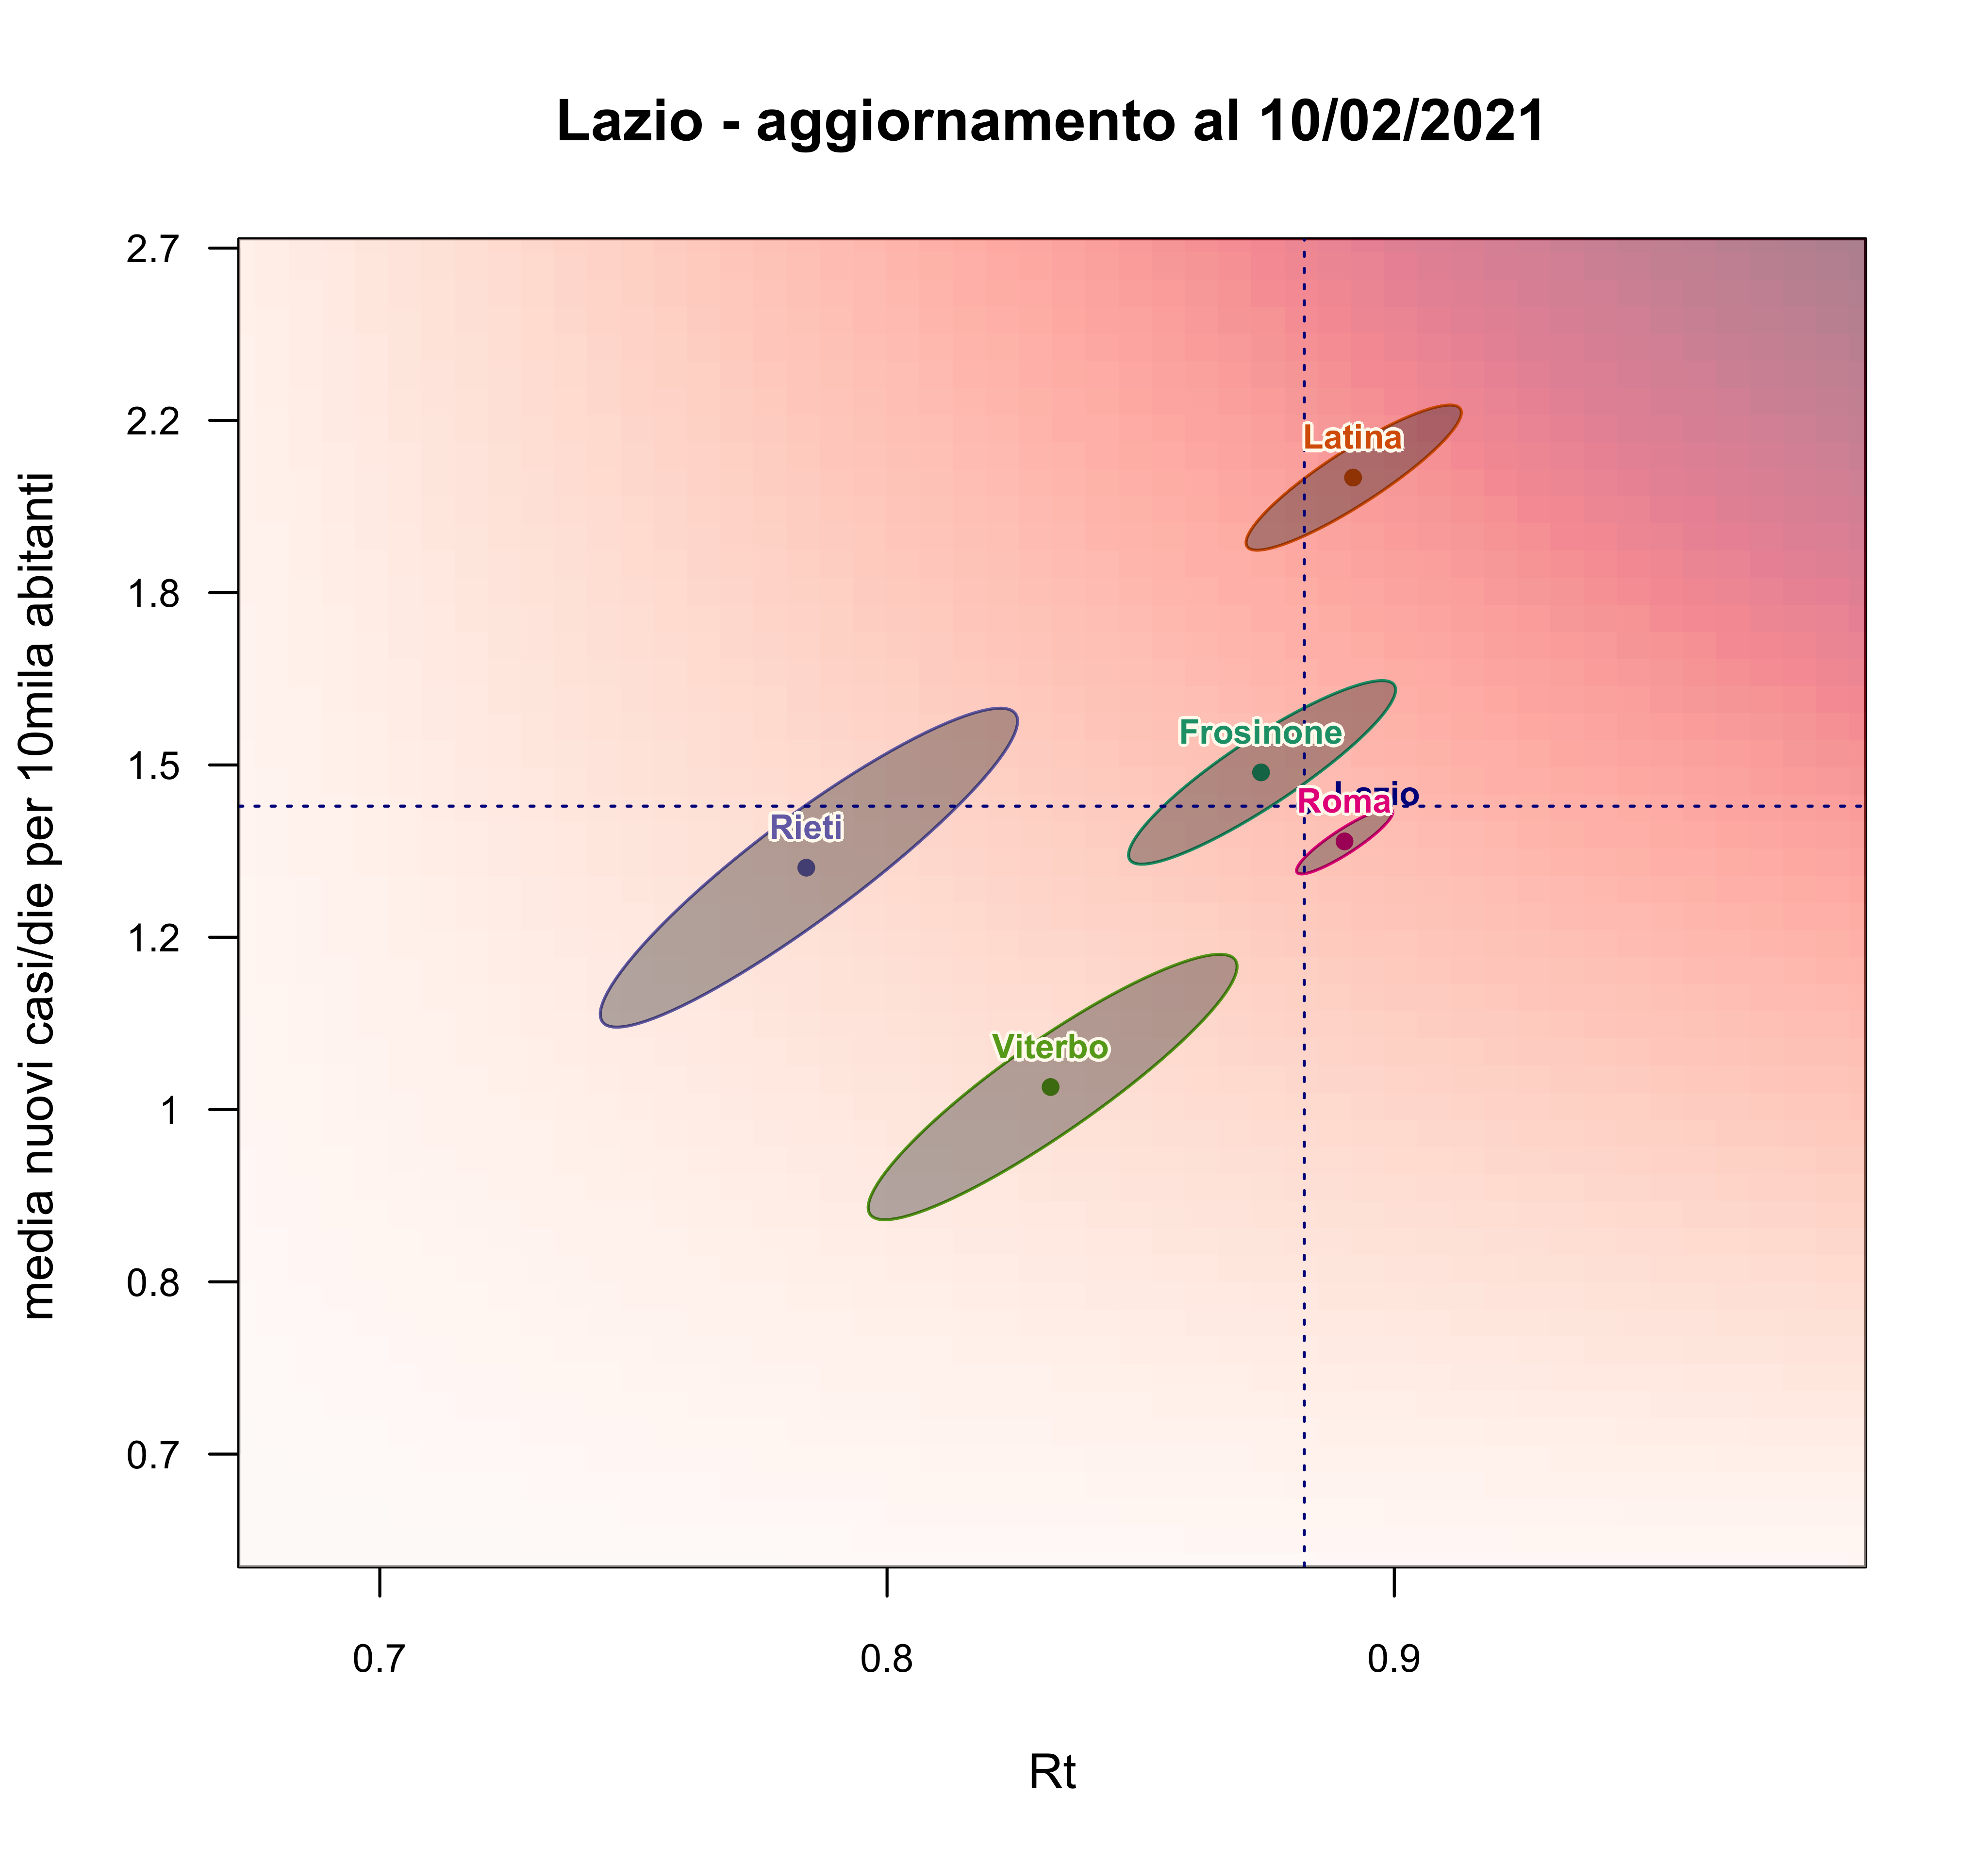 Lazio - aggiornamento al 10/02/2021
media nuovi casi/die per 10mila abitanti
2.7
2.2
1.8
1.5
1.2
1
0.8
0.7
Latina
Frosinone
Lazio
Roma
Rieti
Viterbo
0.7 0.8 0.9
Rt